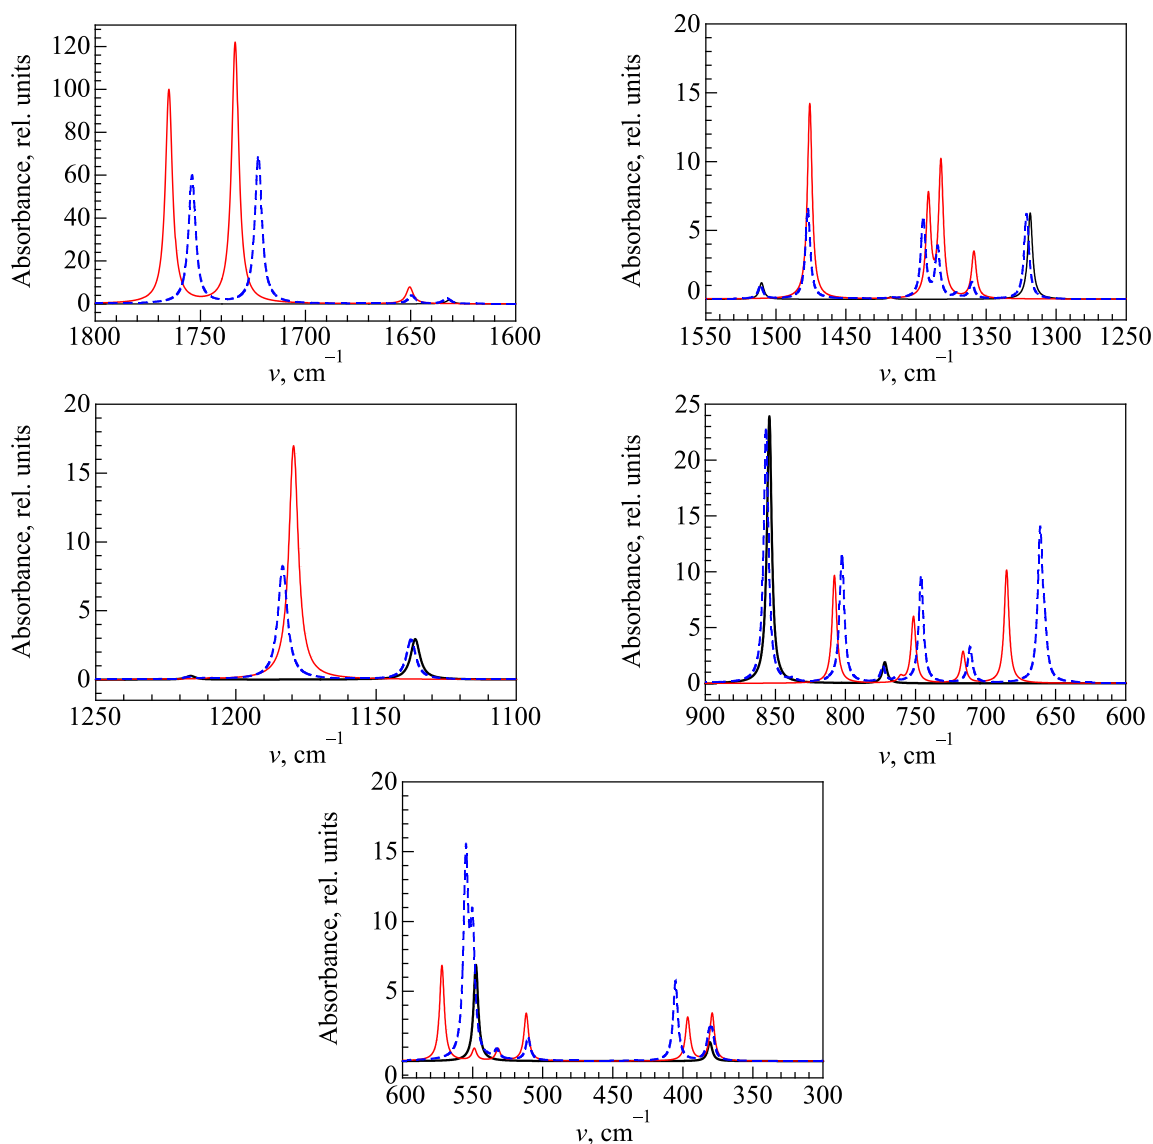 Absorbance, rel. units
120
100
80
60
40
20
0
1800 1750 1700 1650 1600
ν, cm–1
Absorbance, rel. units
20
15
10
5
0
1550 1500 1450 1400 1350 1300 1250
ν, cm–1
Absorbance, rel. units
20
15
10
5
0
1250 1200 1150 1100
ν, cm–1
Absorbance, rel. units
25
20
15
10
5
0
900 850 800 750 700 650 600
ν, cm–1
Absorbance, rel. units
20
15
10
5
0
600 550 500 450 400 350 300
ν, cm–1